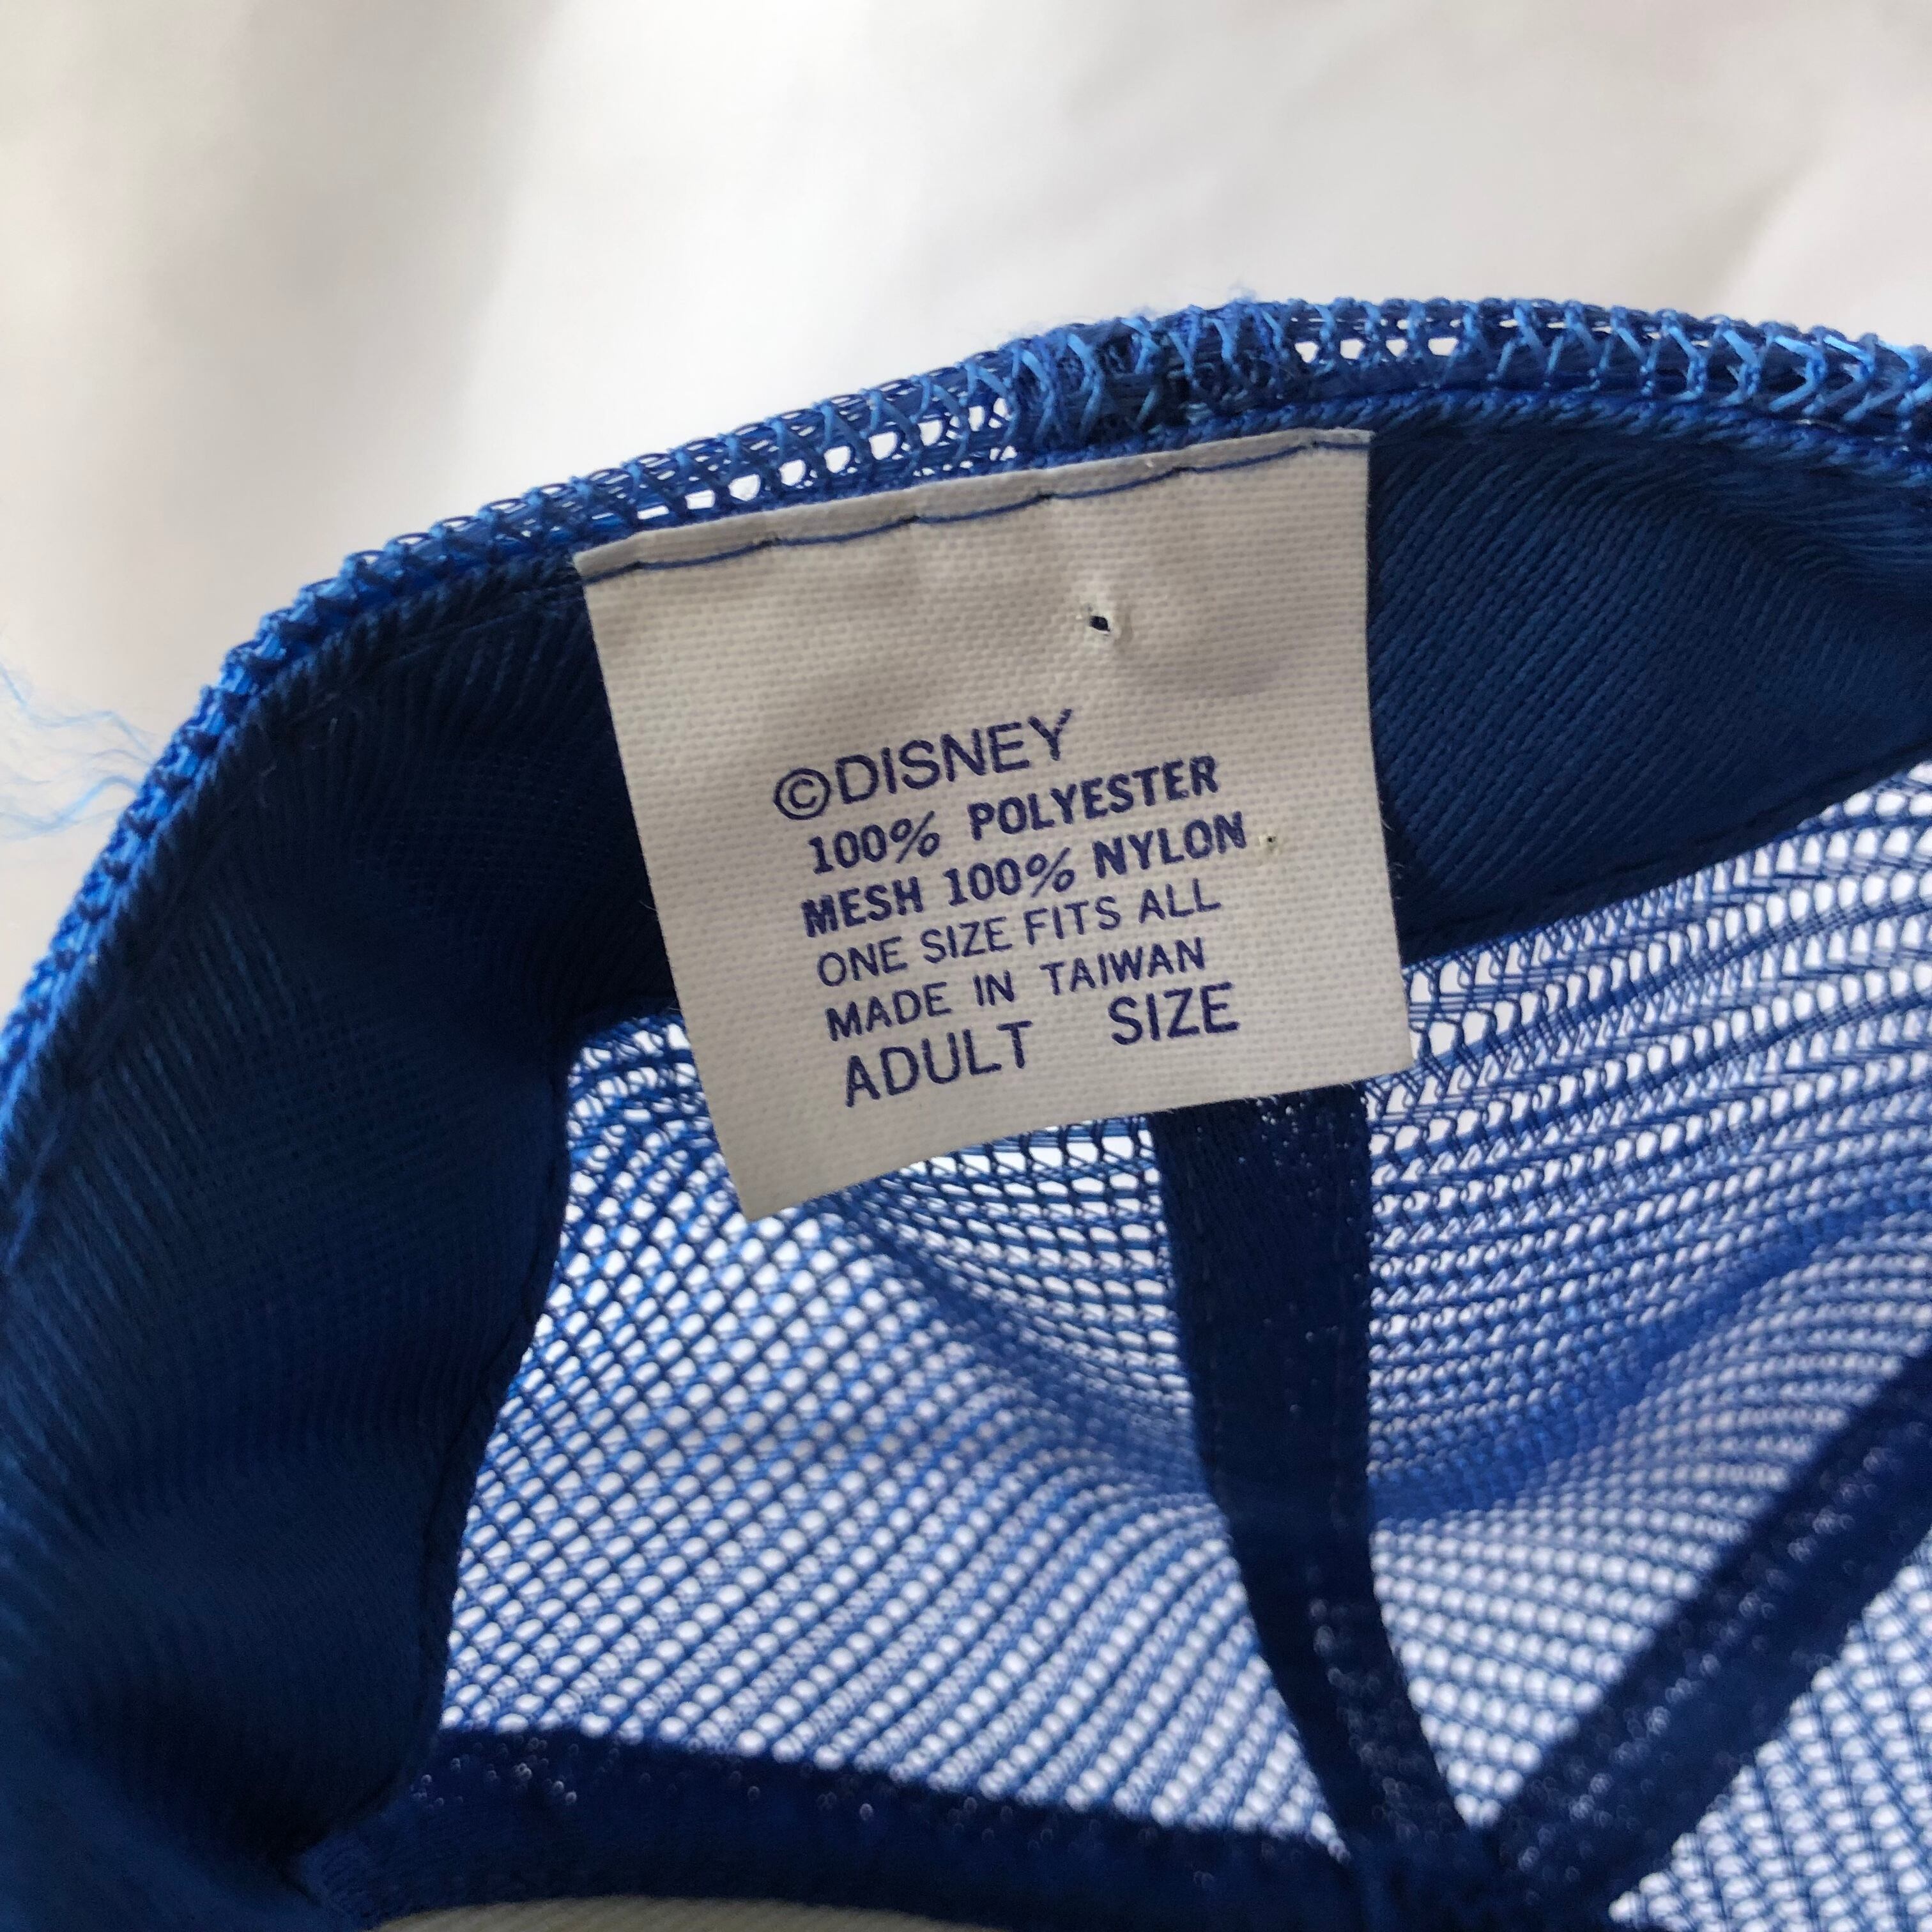 ©DISNEY
100% POLYESTER
MESH 100% NYLON
ONE SIZE FITS ALL
MADE IN TAIWAN
ADULT SIZE